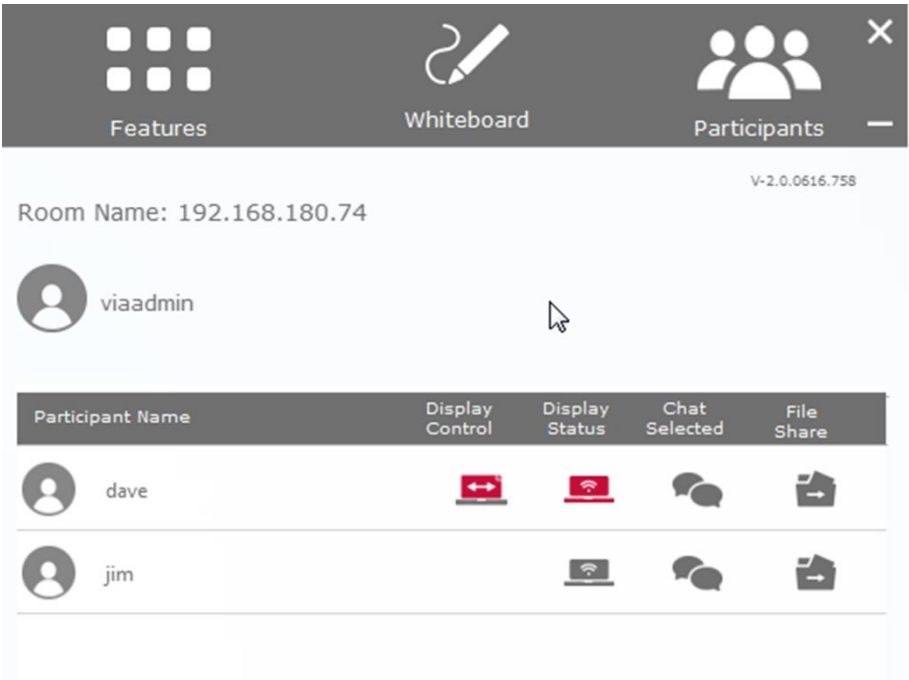 Features
Whiteboard
Participants
V-2.0.0616.758
Room Name: 192.168.180.74
viaadmin
Participant Name
Display Control
Display Status
Chat Selected
File Share
dave
jim